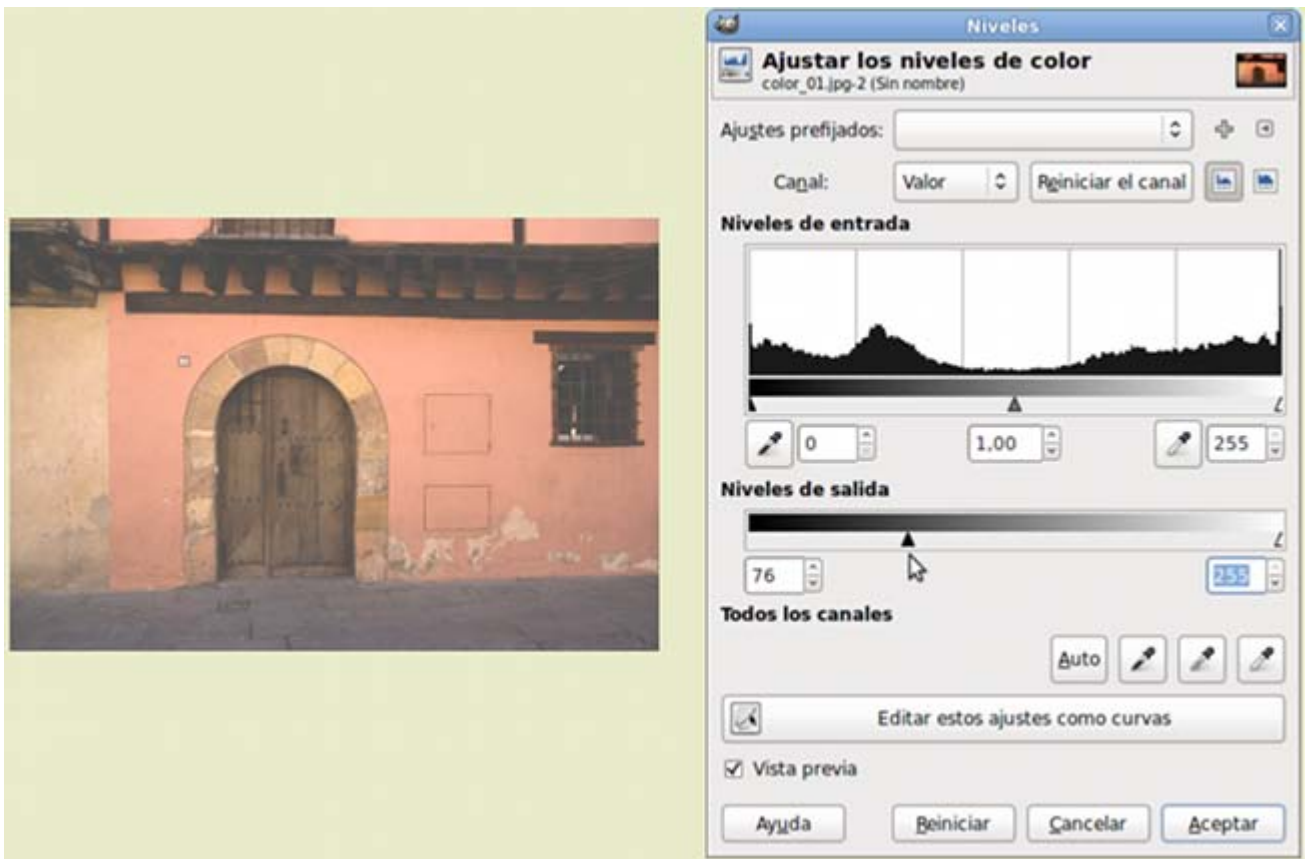 Niveles
Ajustar los niveles de color
color_01.jpg-2 (Sin nombre)
Ajustes prefijados:
Canal: Valor Reiniciar el canal
Niveles de entrada
0 1,00 255
Niveles de salida
76 255
Todos los canales
Auto
Editar estos ajustes como curvas
Vista previa
Ayuda Reiniciar Cancelar Aceptar